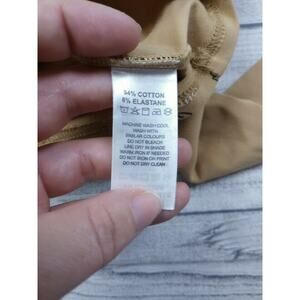 94% COTTON
6% ELASTANE
MACHINE WASH COOL
WASH WITH
SIMILAR COLOURS
DO NOT BLEACH
LINE DRY IN SHADE
WARM IRON IF NEEDED
DO NOT IRON ON PRINT
DO NOT DRY CLEAN